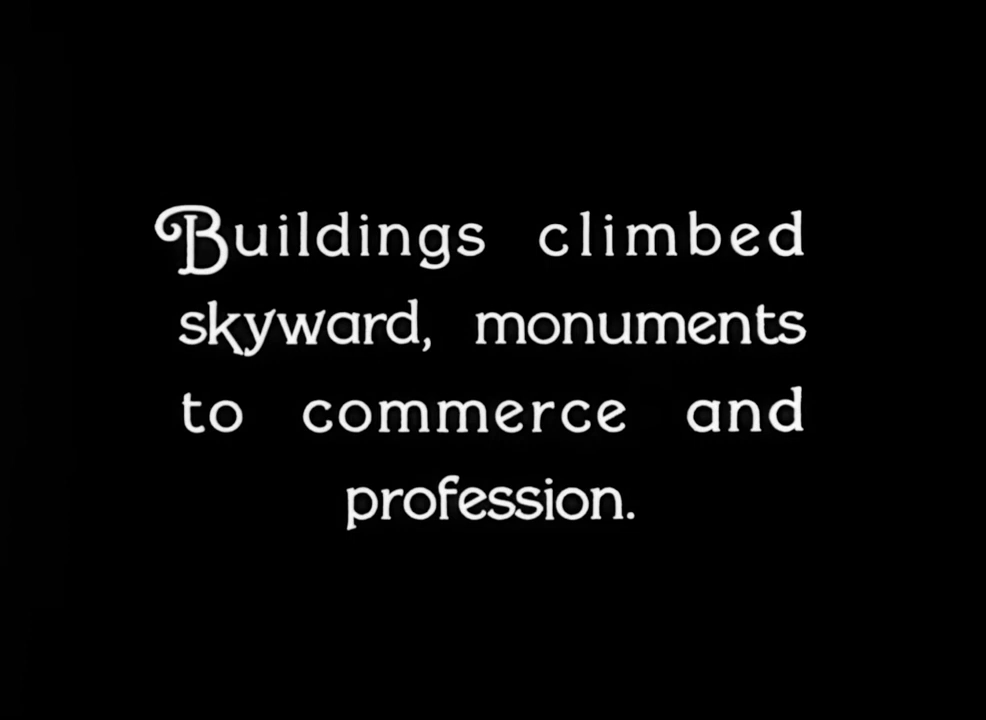 Buildings climbed
skyward, monuments
to commerce and
profession.